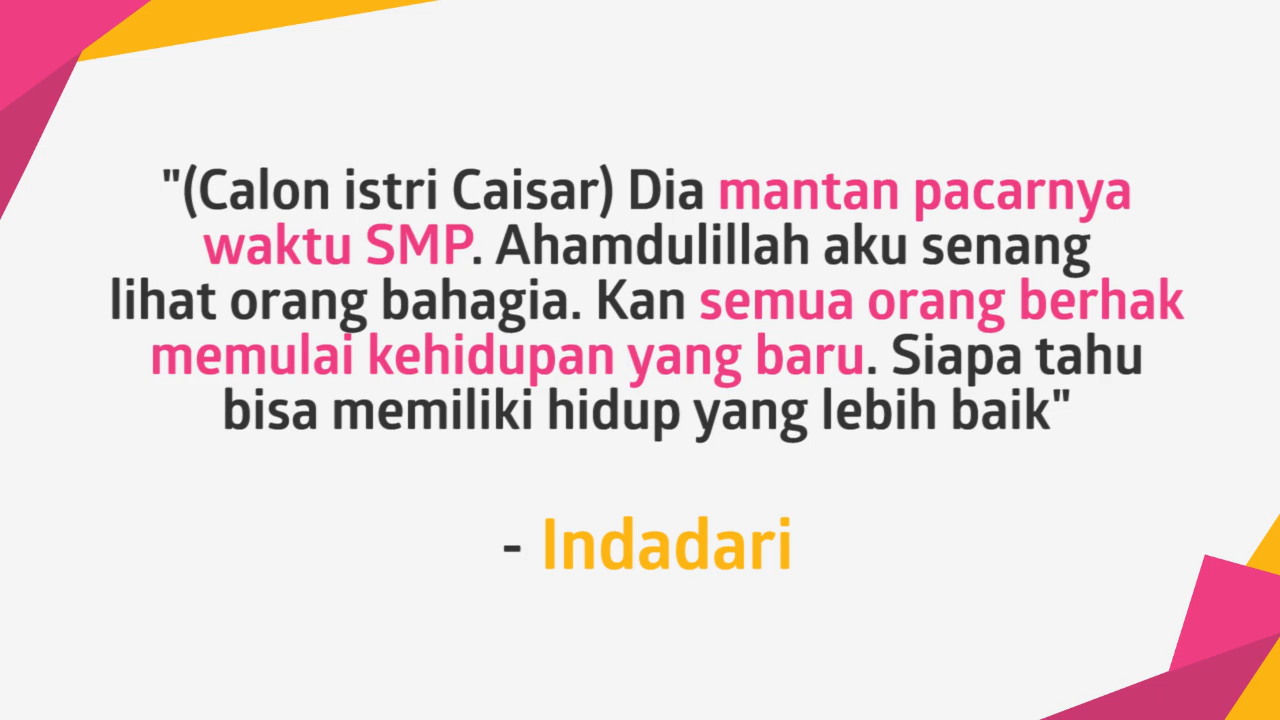 "(Calon istri Caisar) Dia mantan pacarnya
waktu SMP. Ahamdulillah aku senang
lihat orang bahagia. Kan semua orang berhak
memulai kehidupan yang baru. Siapa tahu
bisa memiliki hidup yang lebih baik"
- Indadari